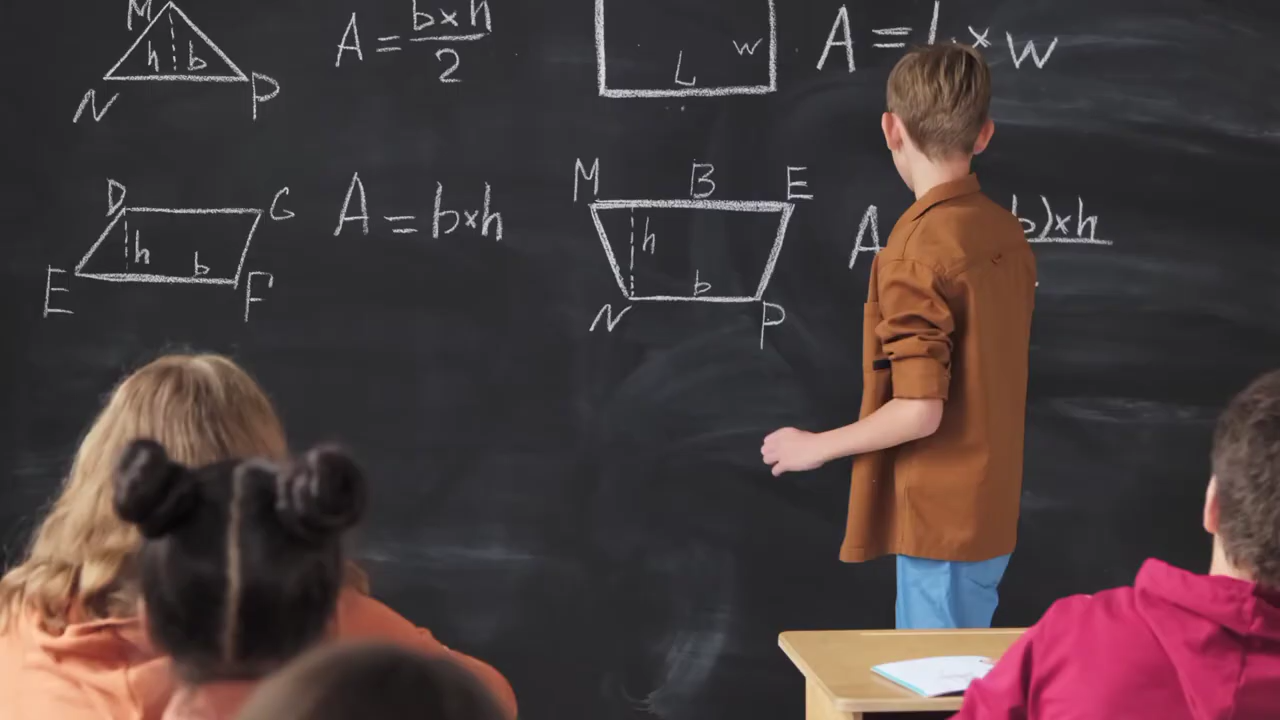 M
h b
N P
A = b×h
2
L w
A = l × w
D G
h b
E F
A = b×h
M B E
h
b
N P
A b)×h